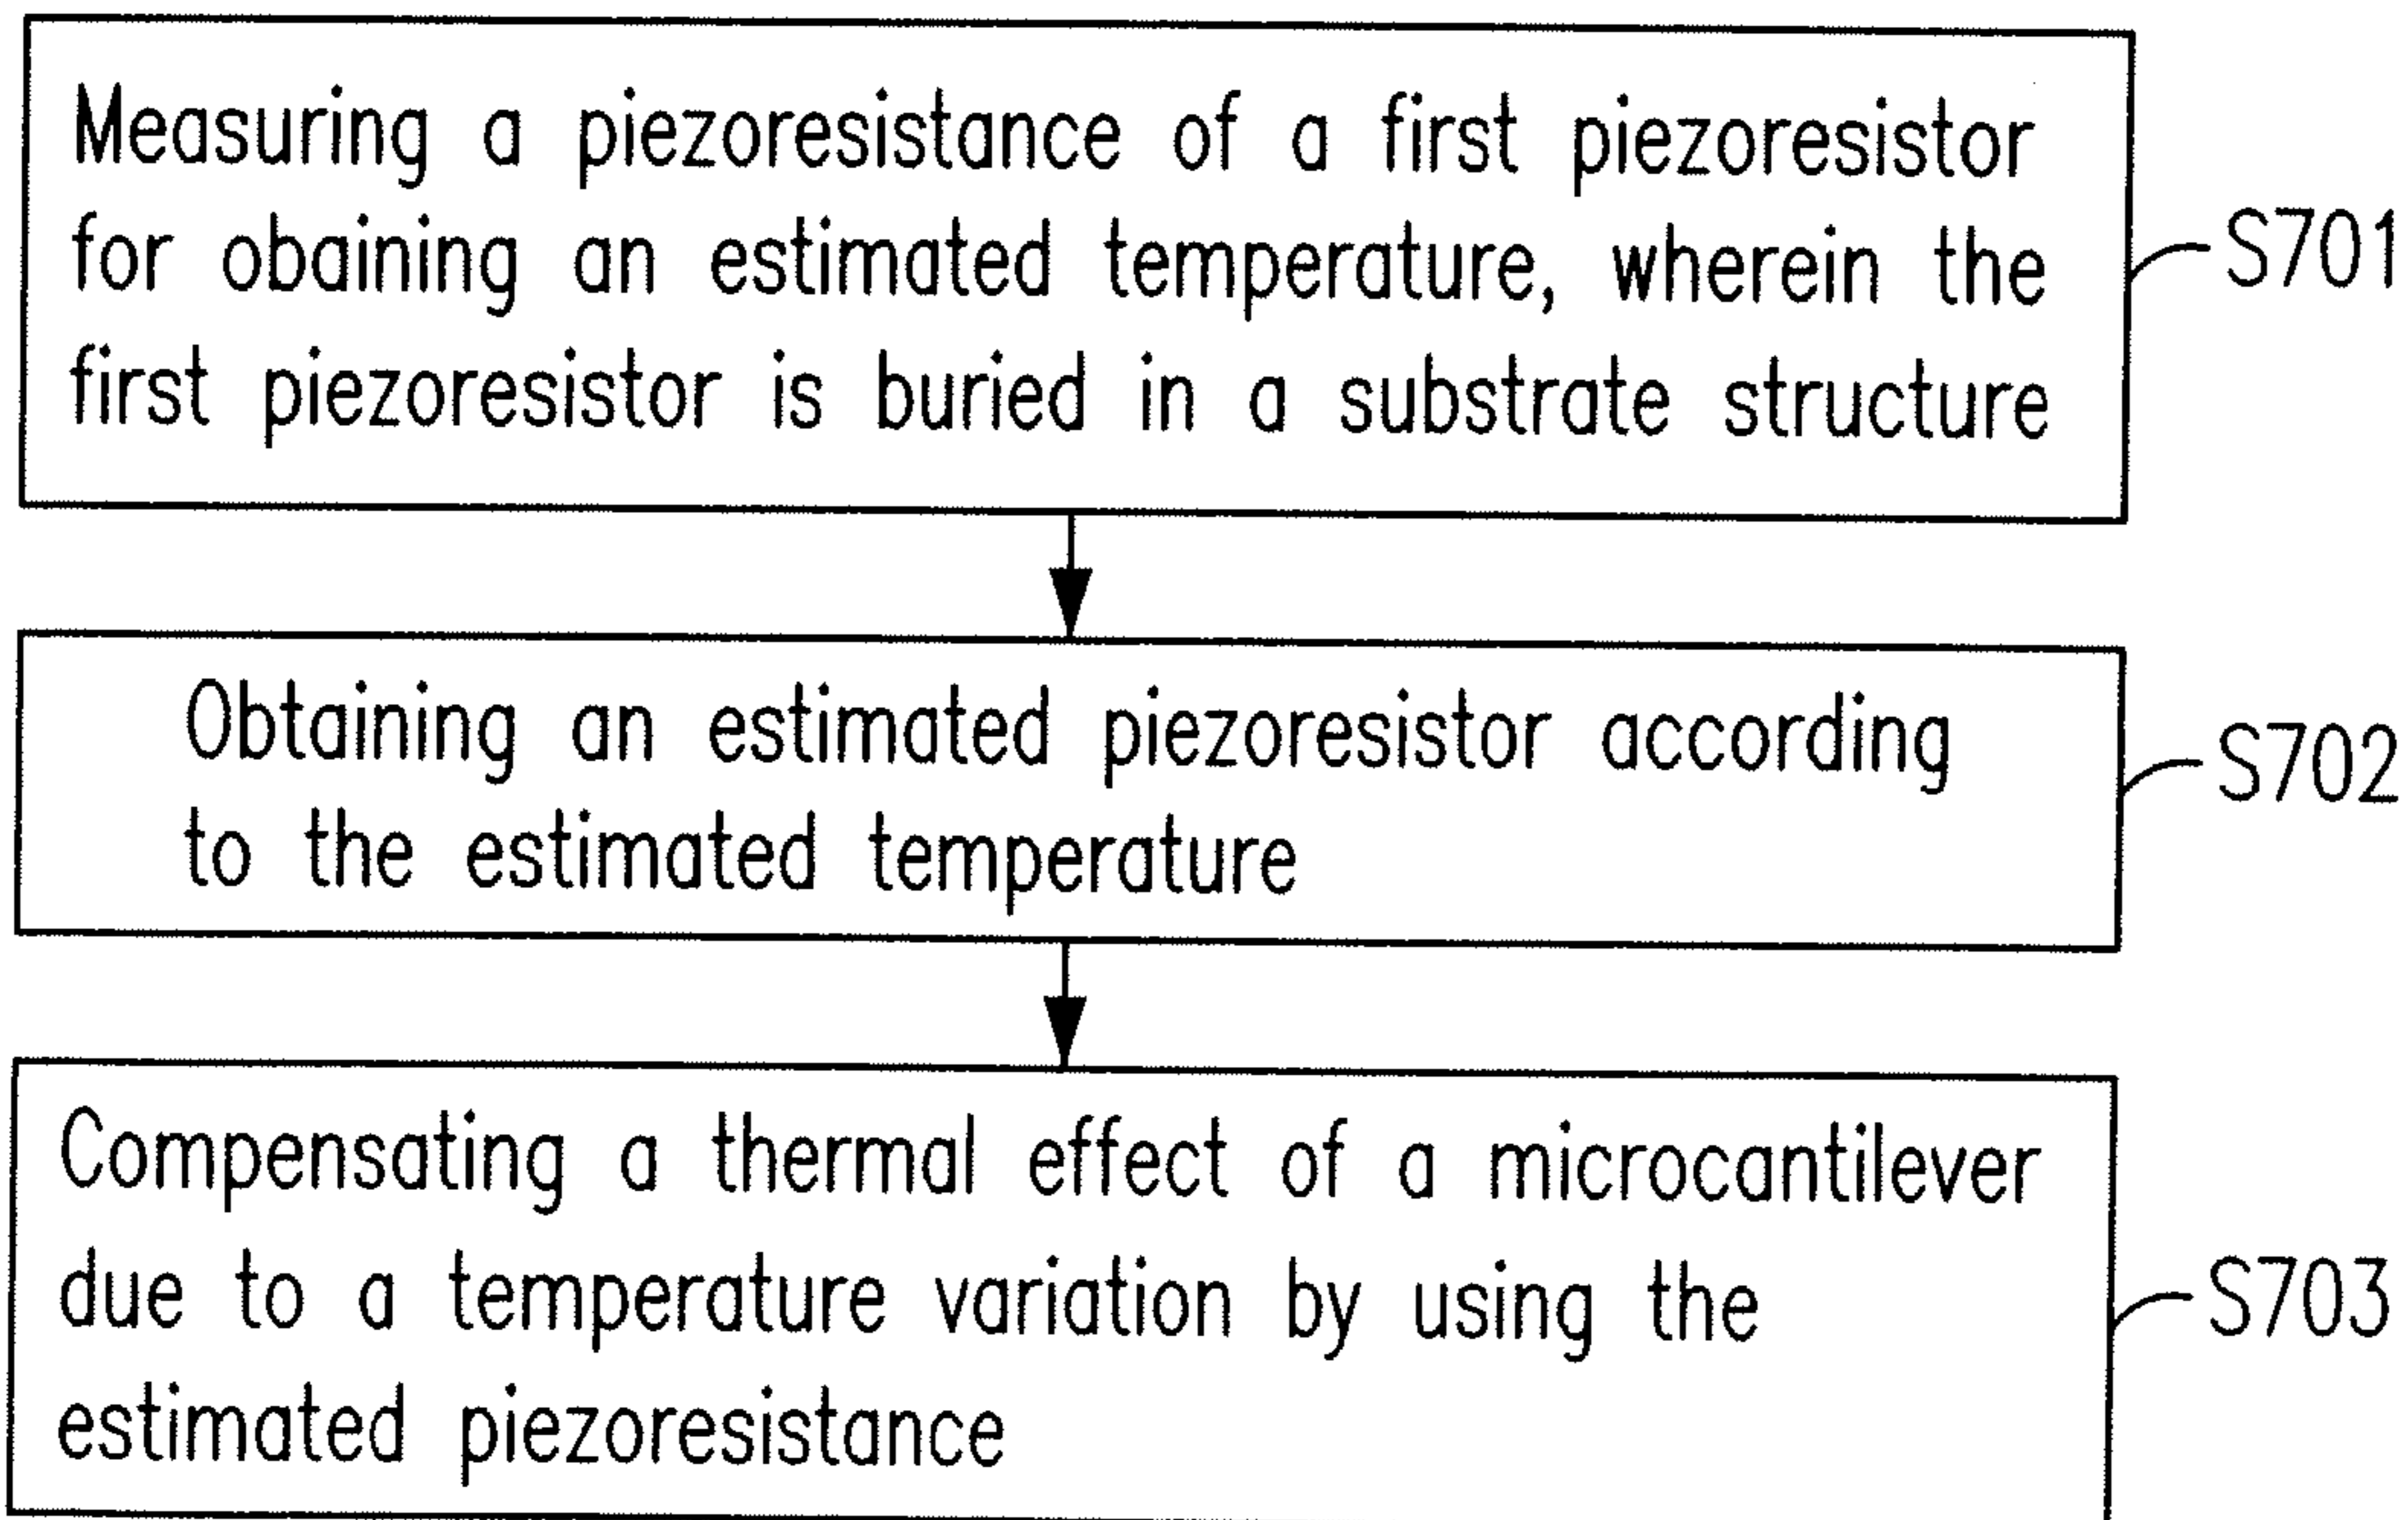 Measuring a piezoresistance of a first piezoresistor
for obaining an estimated temperature, wherein the
first piezoresistor is buried in a substrate structure
S701
Obtaining an estimated piezoresistor according
to the estimated temperature
S702
Compensating a thermal effect of a microcantilever
due to a temperature variation by using the
estimated piezoresistance
S703